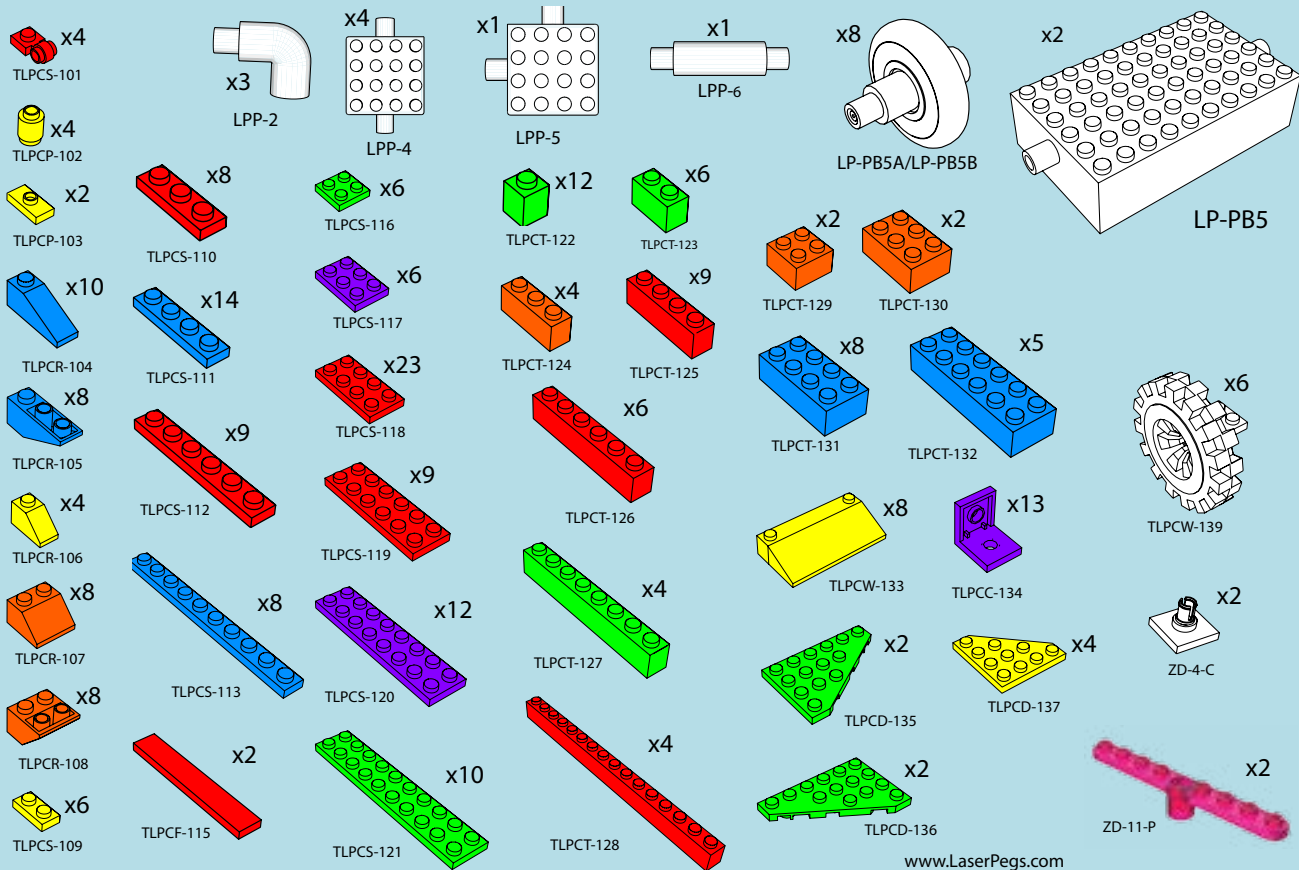 x4
TLPCS-101
x4
TLPCP-102
x2
TLPCP-103
x10
TLPCR-104
x8
TLPCR-105
x4
TLPCR-106
x8
TLPCR-107
x8
TLPCR-108
x6
TLPCS-109
x3
LPP-2
x4
LPP-4
x1
LPP-5
x1
LPP-6
x8
LP-PB5A/LP-PB5B
x2
LP-PB5
x8
TLPCS-110
x14
TLPCS-111
x9
TLPCS-112
x8
TLPCS-113
x2
TLPCF-115
x6
TLPCS-116
x6
TLPCS-117
x23
TLPCS-118
x9
TLPCS-119
x12
TLPCS-120
x10
TLPCS-121
x12
TLPCT-122
x6
TLPCT-123
x4
TLPCT-124
x9
TLPCT-125
x6
TLPCT-126
x4
TLPCT-127
x4
TLPCT-128
x2
TLPCT-129
x2
TLPCT-130
x8
TLPCT-131
x5
TLPCT-132
x8
TLPCW-133
x13
TLPCC-134
x2
TLPCD-135
x2
TLPCD-136
x4
TLPCD-137
x6
TLPCW-139
x2
ZD-4-C
x2
ZD-11-P
www.LaserPegs.com